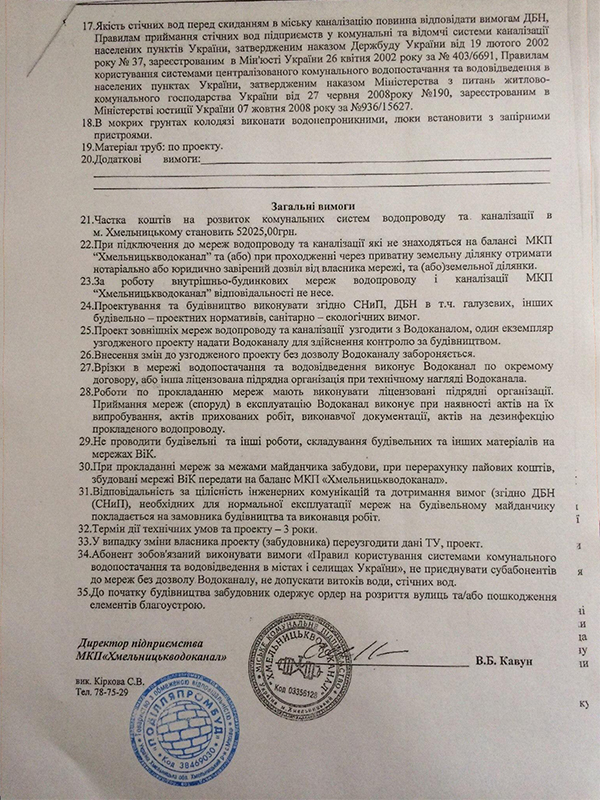 17.Якість стічних вод перед скиданням в міську каналізацію повинна відповідати вимогам ДБН,
Правилам приймання стічних вод підприємств у комунальні та відомчі системи каналізації
населених пунктів України, затвердженим наказом Держбуду України від 19 лютого 2002
року № 37, зареєстрованим в Мін'юсті України 26 квітня 2002 року за № 403/6691, Правилам
користування системами централізованого комунального водопостачання та водовідведення в
населених пунктах України, затвердженим наказом Міністерства з питань житлово-
комунального господарства України від 27 червня 2008року №190, зареєстрованим в
Міністерстві юстиції України 07 жовтня 2008 року за №936/15627.
18.В мокрих грунтах колодязі виконати водонепроникними, люки встановити з запірними
пристроями.
19.Матеріал труб: по проекту.
20.Додаткові вимоги:
Загальні вимоги
21.Частка коштів на розвиток комунальних систем водопроводу та каналізації в
м. Хмельницькому становить 52025,00грн.
22.При підключення до мереж водопроводу та каналізації які не знаходяться на балансі МКП
“Хмельницькводоканал” та (або) при проходженні через приватну земельну ділянку отримати
нотаріально або юридично завірений дозвіл від власника мережі, та (або)земельної ділянки.
23.За роботу внутрішньо-будинкових мереж водопроводу і каналізації МКП
“Хмельницькводоканал” відповідальності не несе.
24.Проектування та будівництво виконувати згідно СНиП, ДБН в т.ч. галузевих, інших
будівельно – проектних нормативів, санітарно – екологічних вимог.
25.Проект зовнішніх мереж водопроводу та каналізації узгодити з Водоканалом, один екземпляр
узгодженого проекту надати Водоканалу для здійснення контролю за будівництвом.
26.Внесення змін до узгодженого проекту без дозволу Водоканалу забороняється.
27.Врізки в мережі водопостачання та водовідведення виконує Водоканал по окремому
договору, або інша ліцензована підрядна організація при технічному нагляді Водоканала.
28.Роботи по прокладанню мереж мають виконувати ліцензовані підрядні організації.
Приймання мереж (споруд) в експлуатацію Водоканал виконує при наявності актів на їх
випробування, актів прихованих робіт, виконавчої документації, актів на дезинфекцію
прокладеного водопроводу.
29.Не проводити будівельні та інші роботи, складування будівельних та інших матеріалів на
мережах ВіК.
30.При прокладанні мереж за межами майданчика забудови, при перерахунку пайових коштів,
збудовані мережі ВіК передати на баланс МКП «Хмельницькводоканал».
31.Відповідальність за цілісність інженерних комунікацій та дотримання вимог (згідно ДБН
(СНиП), необхідних для нормальної експлуатації мереж на будівельному майданчику
покладається на замовника будівництва та виконавця робіт.
32.Термін дії технічних умов та проекту – 3 роки.
33.У випадку зміни власника проекту (забудовника) переузгодити дані ТУ, проект.
34.Абонент зобов'язаний виконувати вимоги «Правил користування системами комунального
водопостачання та водовідведення в містах і селищах України», не приєднувати субабонентів
до мереж без дозволу Водоканалу, не допускати витоків води, стічних вод.
35.До початку будівництва забудовник одержує ордер на розриття вулиць та/або пошкодження
елементів благоустрою.
Директор підприємства
МКП«Хмельницькводоканал»
В.Б. Кавун
вик. Кіркова С.В.
Тел. 78-75-29
МІСЬКЕ КОМУНАЛЬНЕ ПІДПРИЄМСТВО
ХМЕЛЬНИЦЬКВОДОКАНАЛ
Код 03356128
"ПОВІЛЛЯПРОМБУД"
Код 38469030